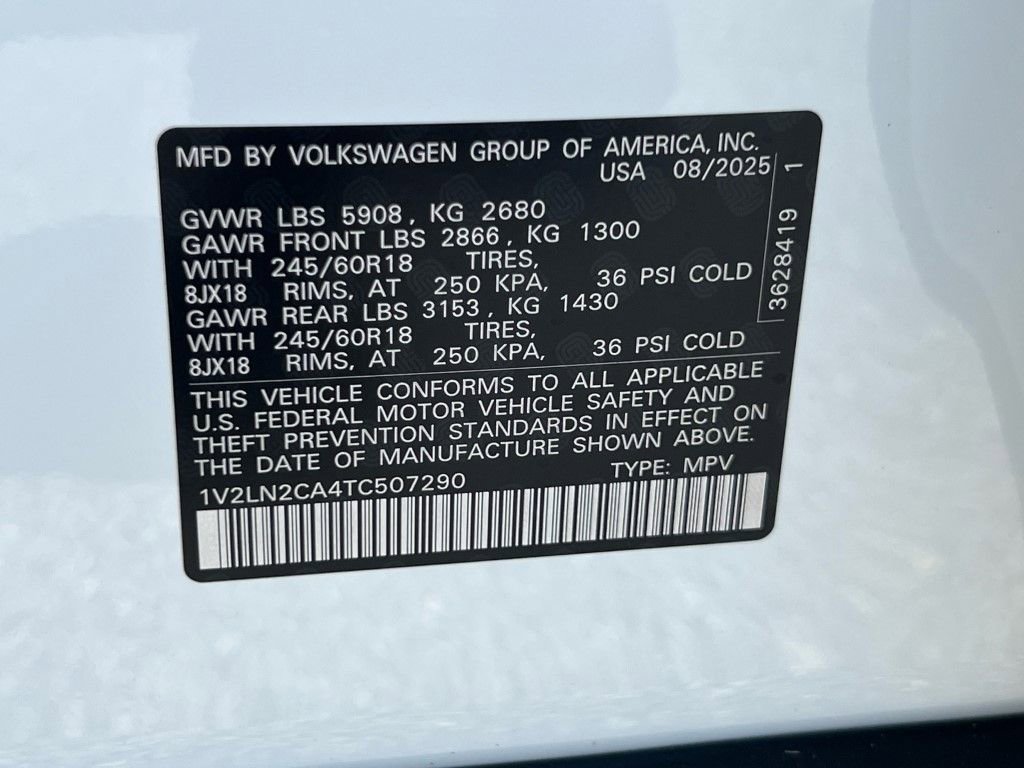 MFD BY VOLKSWAGEN GROUP OF AMERICA, INC.
USA 08/2025
GVWR LBS 5908, KG 2680
GAWR FRONT LBS 2866, KG 1300
WITH 245/60R18 TIRES,
8JX18 RIMS, AT 250 KPA, 36 PSI COLD
GAWR REAR LBS 3153, KG 1430
WITH 245/60R18 TIRES,
8JX18 RIMS, AT 250 KPA, 36 PSI COLD
THIS VEHICLE CONFORMS TO ALL APPLICABLE
U.S. FEDERAL MOTOR VEHICLE SAFETY AND
THEFT PREVENTION STANDARDS IN EFFECT ON
THE DATE OF MANUFACTURE SHOWN ABOVE.
TYPE: MPV
1V2LN2CA4TC507290
3628419 1